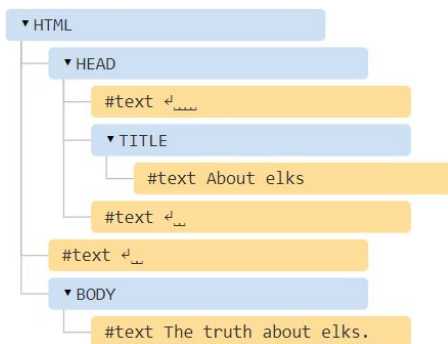 ▾ HTML
▾ HEAD
#text ↵␣␣␣␣
▾ TITLE
#text About elks
#text ↵␣␣
#text ↵␣␣
▾ BODY
#text The truth about elks.